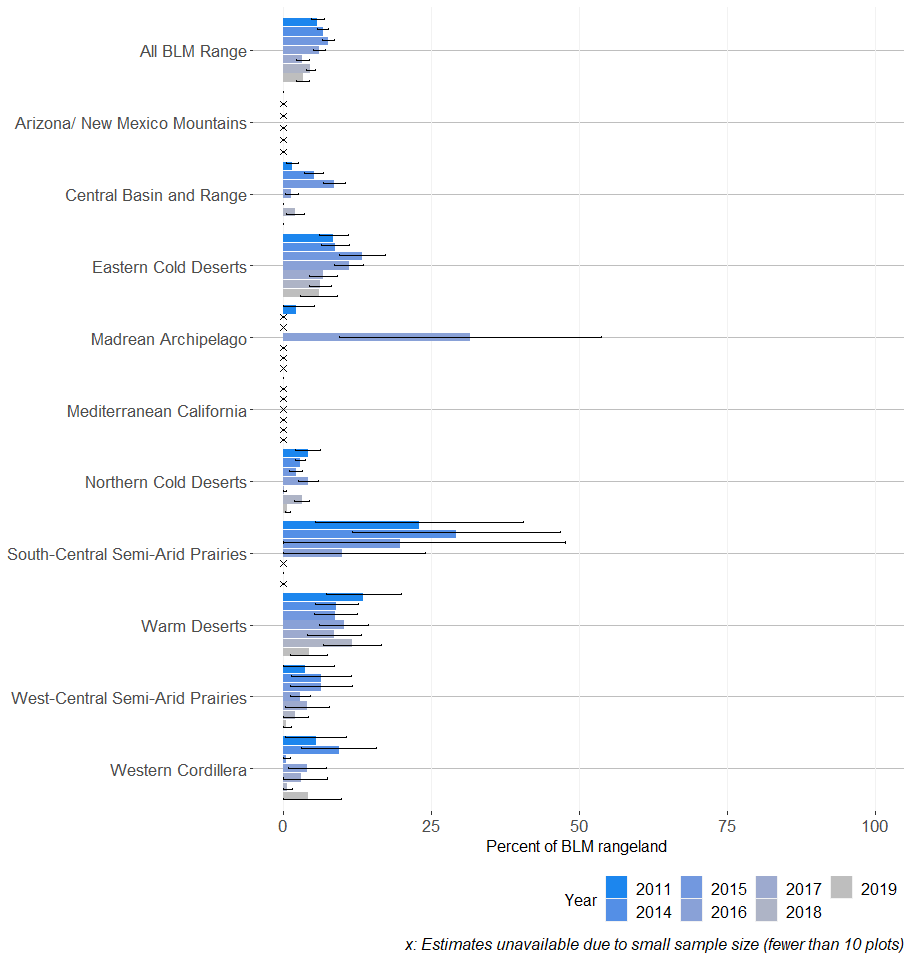 All BLM Range
Arizona/ New Mexico Mountains
Central Basin and Range
Eastern Cold Deserts
Madrean Archipelago
Mediterranean California
Northern Cold Deserts
South-Central Semi-Arid Prairies
Warm Deserts
West-Central Semi-Arid Prairies
Western Cordillera
0 25 50 75 100
Percent of BLM rangeland
Year 2011 2015 2017 2019
2014 2016 2018
x: Estimates unavailable due to small sample size (fewer than 10 plots)